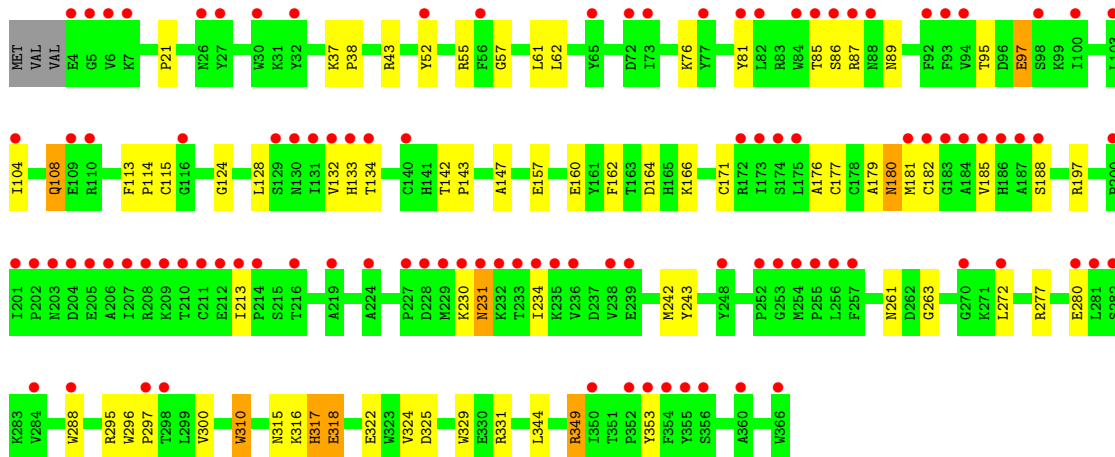 MET VAL VAL E4 G5 V6 K7 P21 N26 Y27 W30 K31 Y32 K37 P38 R43 Y52 R55 F56 G57 L61 L62 Y65 D72 I73 K76 Y77 Y81 L82 R83 W84 T85 S86 R87 N88 N89 F92 F93 V94 T95 D96 E97 S98 K99 I100 L103
I104 Q108 E109 R110 F113 P114 C115 G116 G124 L128 S129 N130 I131 V132 H133 T134 C140 H141 T142 P143 A147 E157 E160 Y161 F162 T163 D164 H165 K166 C171 R172 I173 S174 L175 A176 C177 C178 A179 N180 M181 C182 G183 A184 V185 H186 A187 S188 R197
I201 P202 N203 D204 E205 A206 I207 R208 K209 T210 C211 E212 I213 P214 S215 T216 A219 A224 P227 D228 M229 K230 N231 K232 T233 I234 K235 V236 D237 V238 E239 M242 Y243 Y248 P252 G253 M254 P255 L256 F257 N261 D262 G263 G270 K271 L272 R277 E280 L281 S282
K283 V284 W288 R295 W296 P297 T298 L299 V300 W310 N315 K316 H317 E318 E322 W323 V324 D325 W329 E330 R331 L344 R349 I350 T351 P352 Y353 F354 Y355 S356 A360 W366